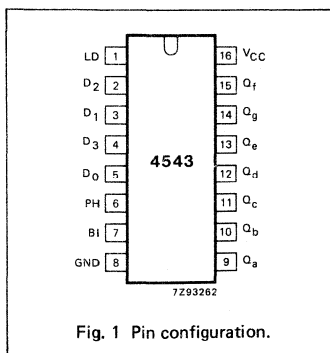 LD 1 16 VCC
D2 2 15 Qf
D1 3 14 Qg
D3 4 13 Qe
4543
D0 5 12 Qd
PH 6 11 Qc
BI 7 10 Qb
GND 8 9 Qa
7Z93262
Fig. 1 Pin configuration.